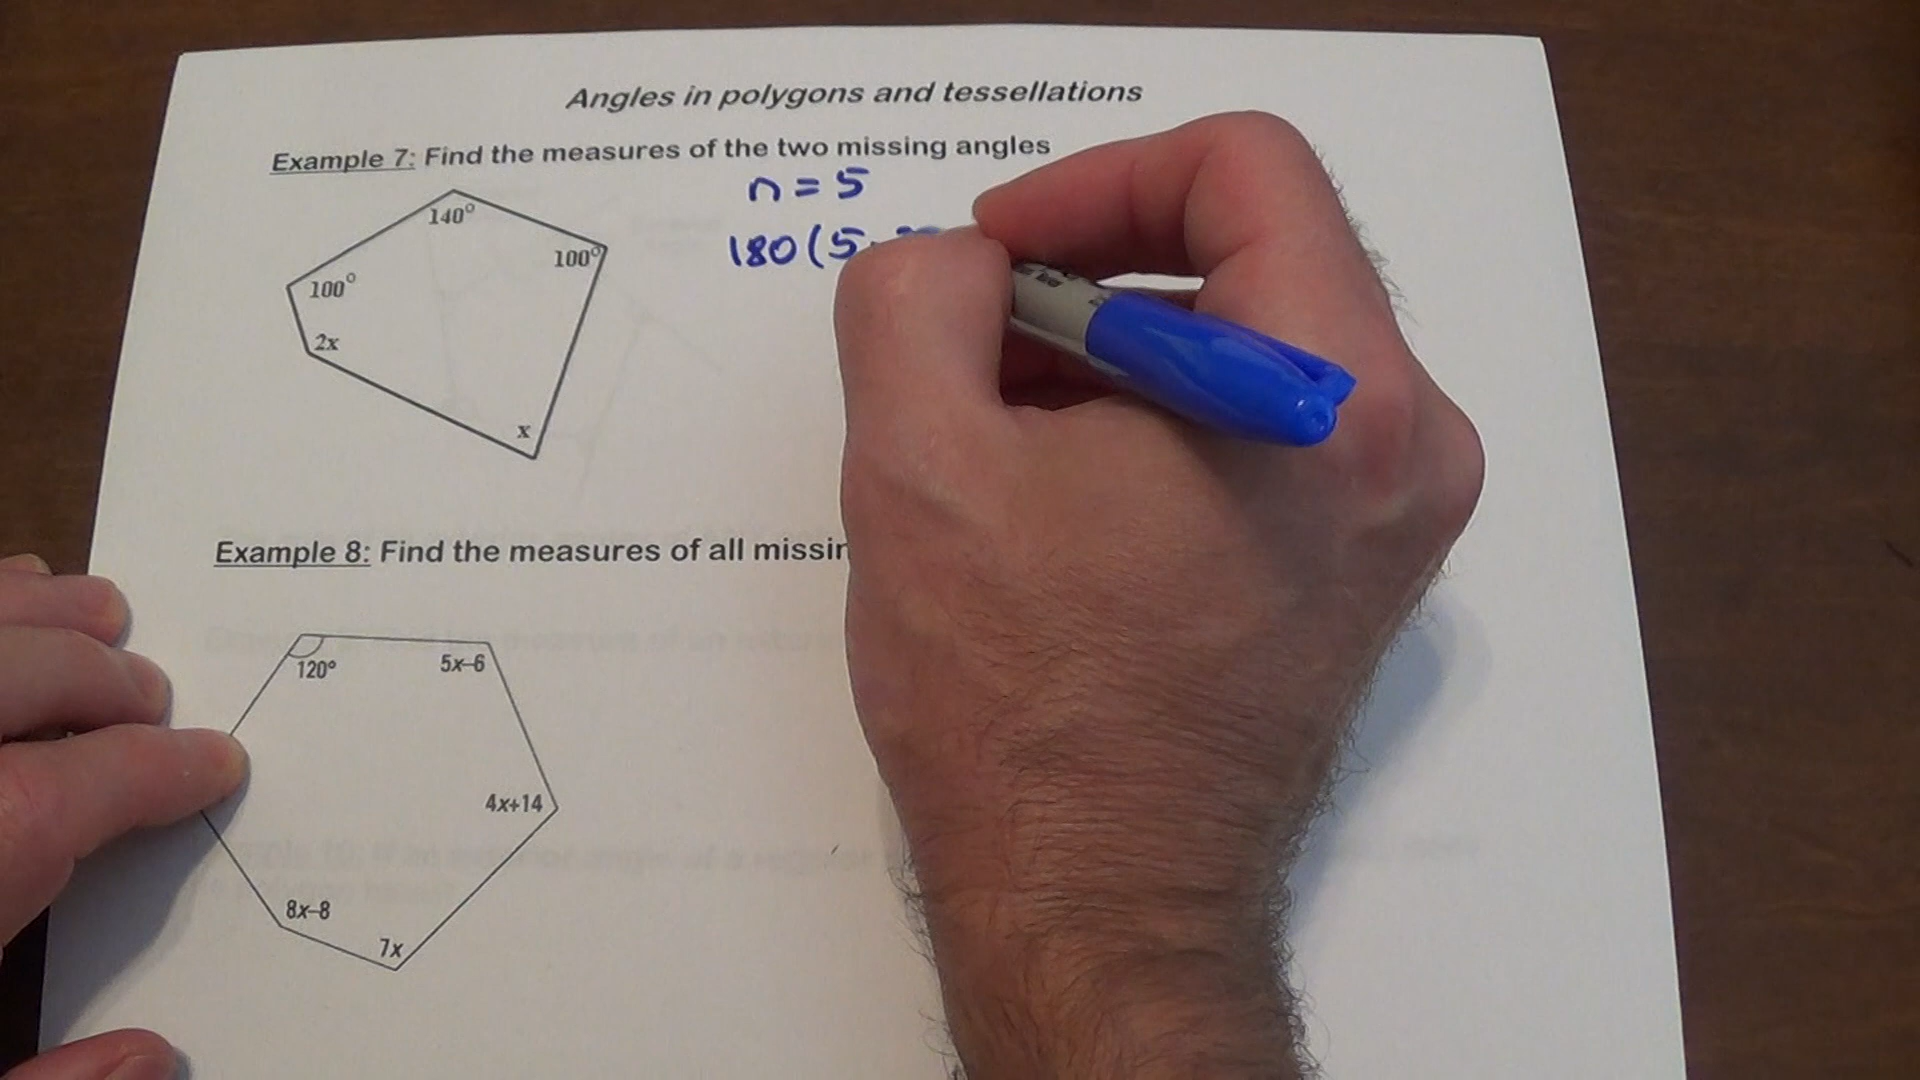 Angles in polygons and tessellations
Example 7: Find the measures of the two missing angles
n = 5
180(5
140°
100°
100°
2x
x
Example 8: Find the measures of all
120°
5x–6
4x+14
8x–8
7x